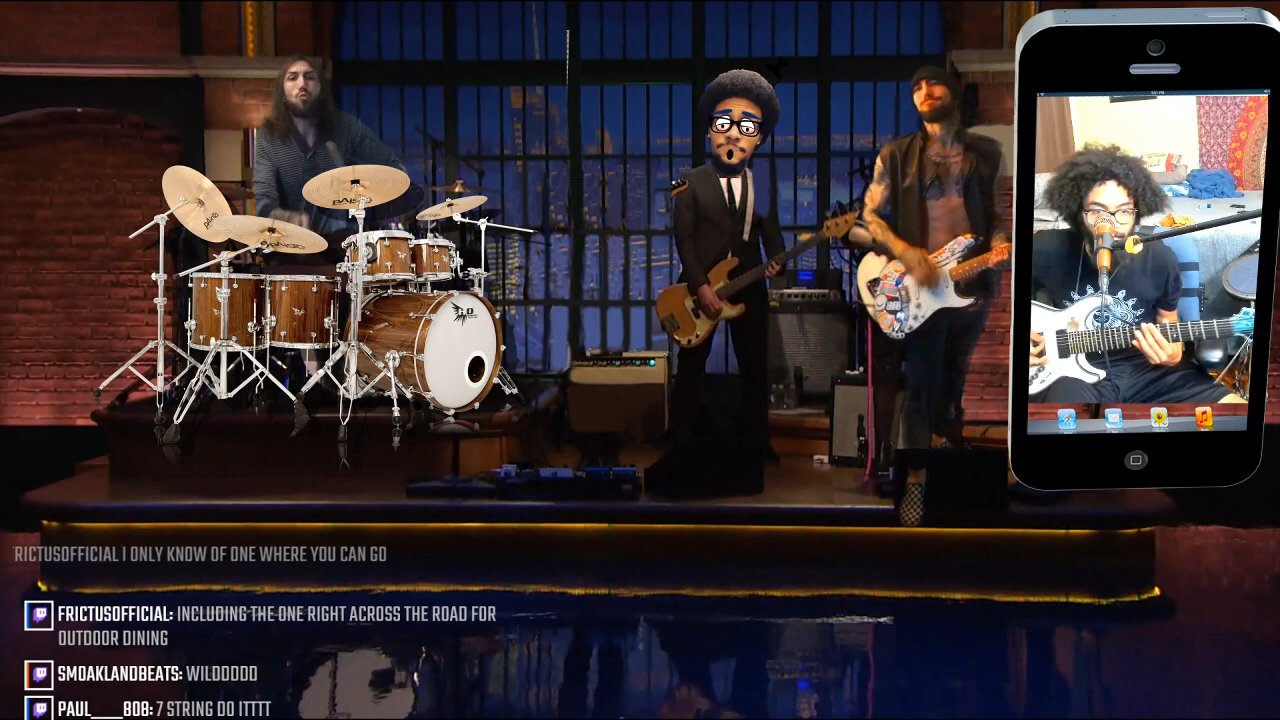 PAISTE
'RICTUSOFFICIAL I ONLY KNOW OF ONE WHERE YOU CAN GO
FRICTUSOFFICIAL: INCLUDING THE ONE RIGHT ACROSS THE ROAD FOR
OUTDOOR DINING
SMOAKLANDBEATS: WILDDDDD
PAUL___808: 7 STRING DO ITTTT